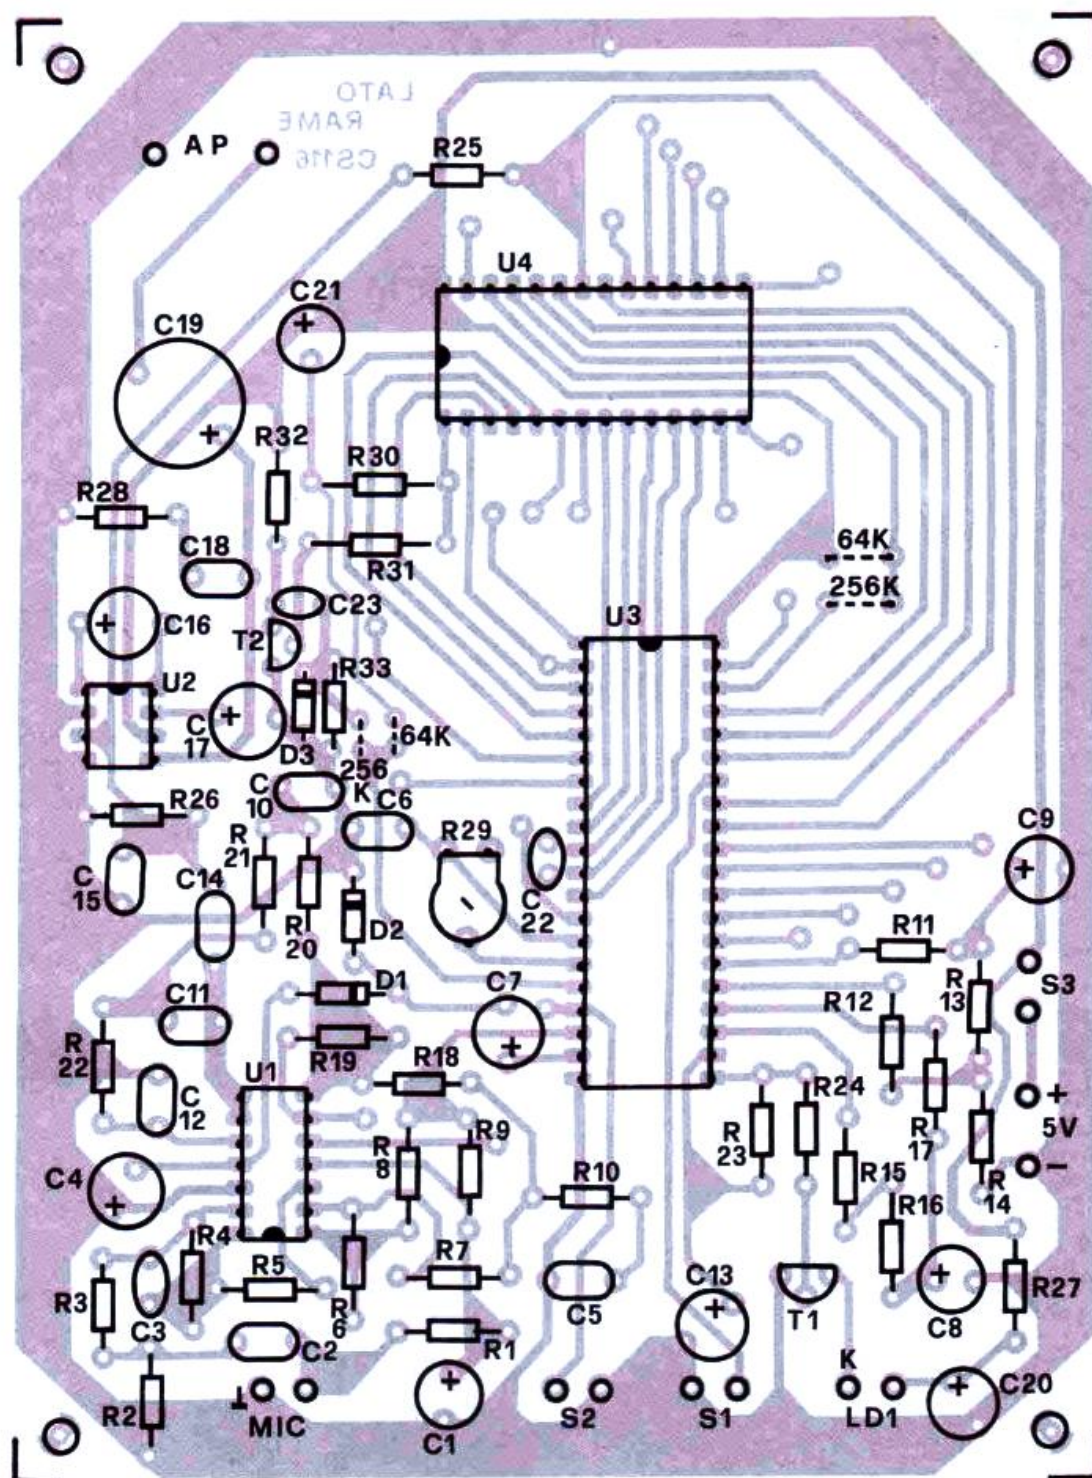 LATO
RAME
CS116
AP
R25
U4
C21
C19
R32
R30
R28
64K
C18
R31
256K
C23
C16
U3
T2
R33
U2
C
17
64K
D3
256
K
C
10
R26
C6
R
21
R29
C9
C
15
C14
C
22
R
20
D2
R11
D1
C7
S3
R
13
C11
R12
R
22
R19
R18
U1
R24
+
C
12
5V
R
8
R9
R
23
R
17
C4
R10
R15
–
R
14
R16
R4
R7
R5
C13
R3
R27
C3
R
6
C5
T1
C8
C2
R1
K
C20
R2
⊥
MIC
C1
S2
S1
LD1